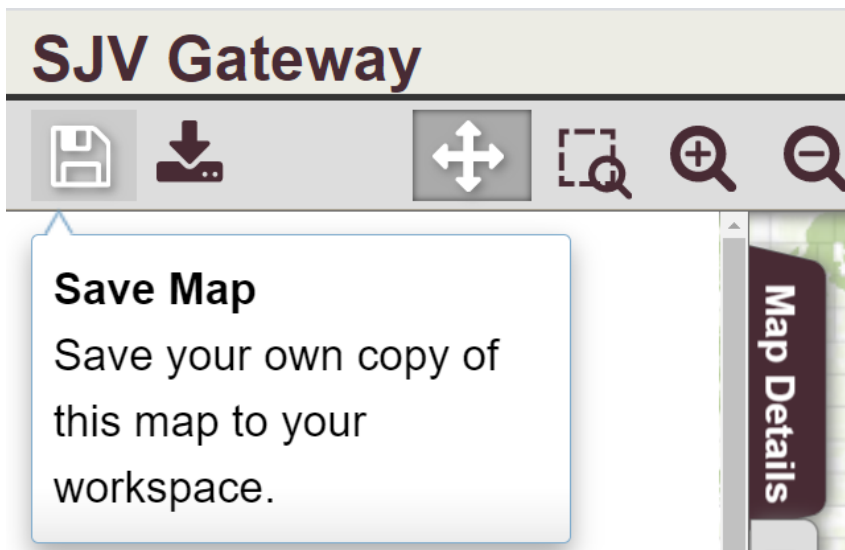 SJV Gateway
Save Map
Save your own copy of
this map to your
workspace.
Map Details